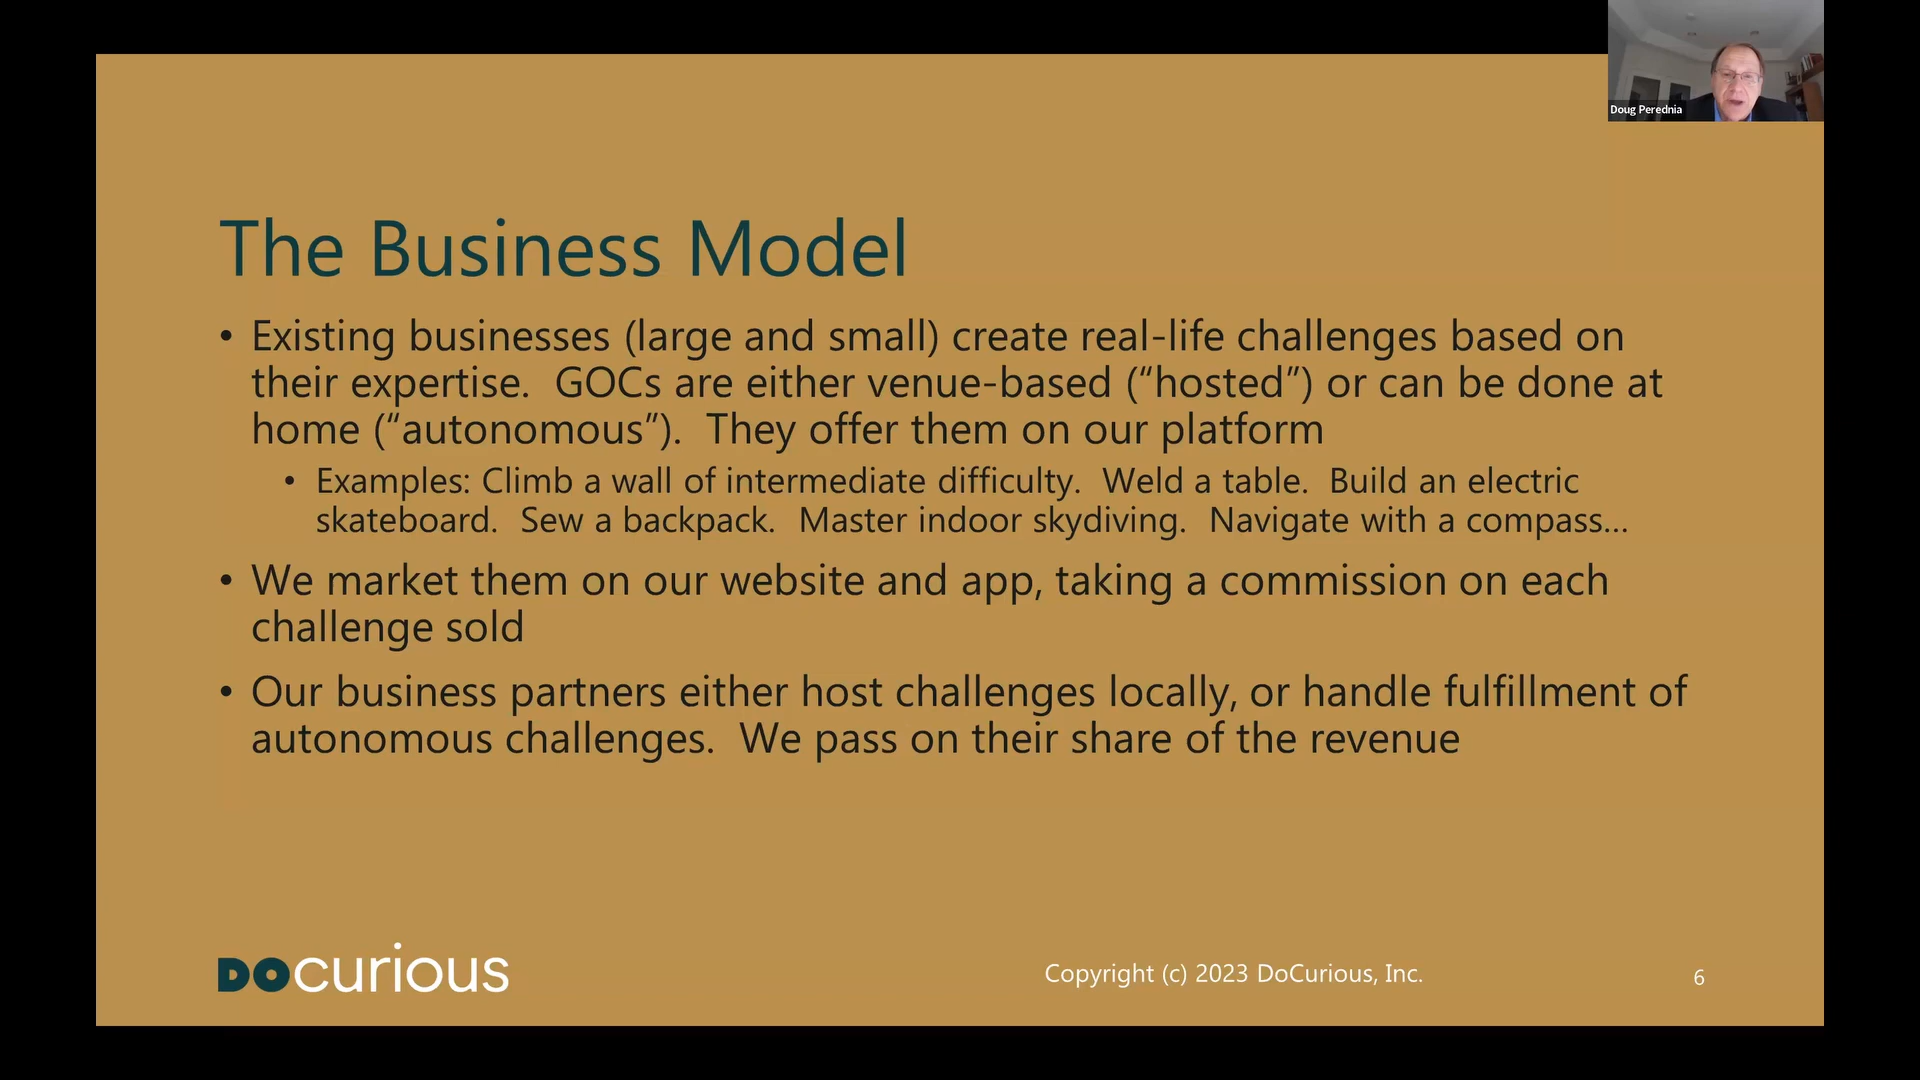 Doug Perednia
The Business Model
• Existing businesses (large and small) create real-life challenges based on
their expertise.  GOCs are either venue-based (“hosted”) or can be done at
home (“autonomous”).  They offer them on our platform
• Examples: Climb a wall of intermediate difficulty.  Weld a table.  Build an electric
skateboard.  Sew a backpack.  Master indoor skydiving.  Navigate with a compass...
• We market them on our website and app, taking a commission on each
challenge sold
• Our business partners either host challenges locally, or handle fulfillment of
autonomous challenges.  We pass on their share of the revenue
DOcurious
Copyright (c) 2023 DoCurious, Inc.
6